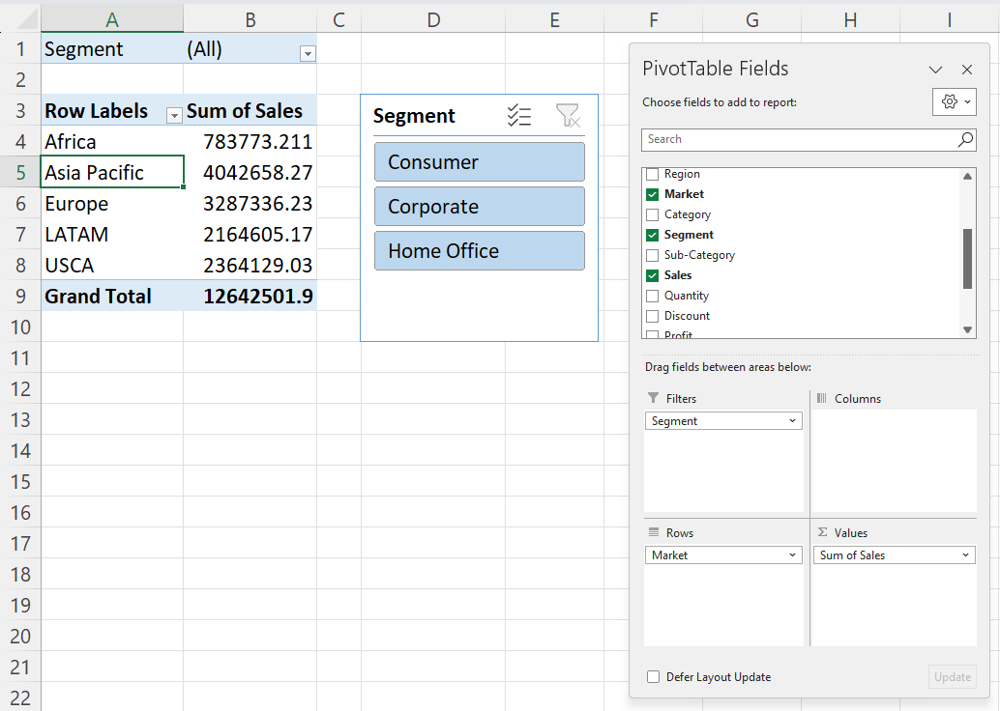 A B C D E F G H I
1 Segment (All)
2
3 Row Labels Sum of Sales
4 Africa 783773.211
5 Asia Pacific 4042658.27
6 Europe 3287336.23
7 LATAM 2164605.17
8 USCA 2364129.03
9 Grand Total 12642501.9
10
11
12
13
14
15
16
17
18
19
20
21
22
Segment
Consumer
Corporate
Home Office
PivotTable Fields
Choose fields to add to report:
Search
Region
Market
Category
Segment
Sub-Category
Sales
Quantity
Discount
Profit
Drag fields between areas below:
Filters
Segment
Columns
Rows
Market
Σ Values
Sum of Sales
Defer Layout Update
Update